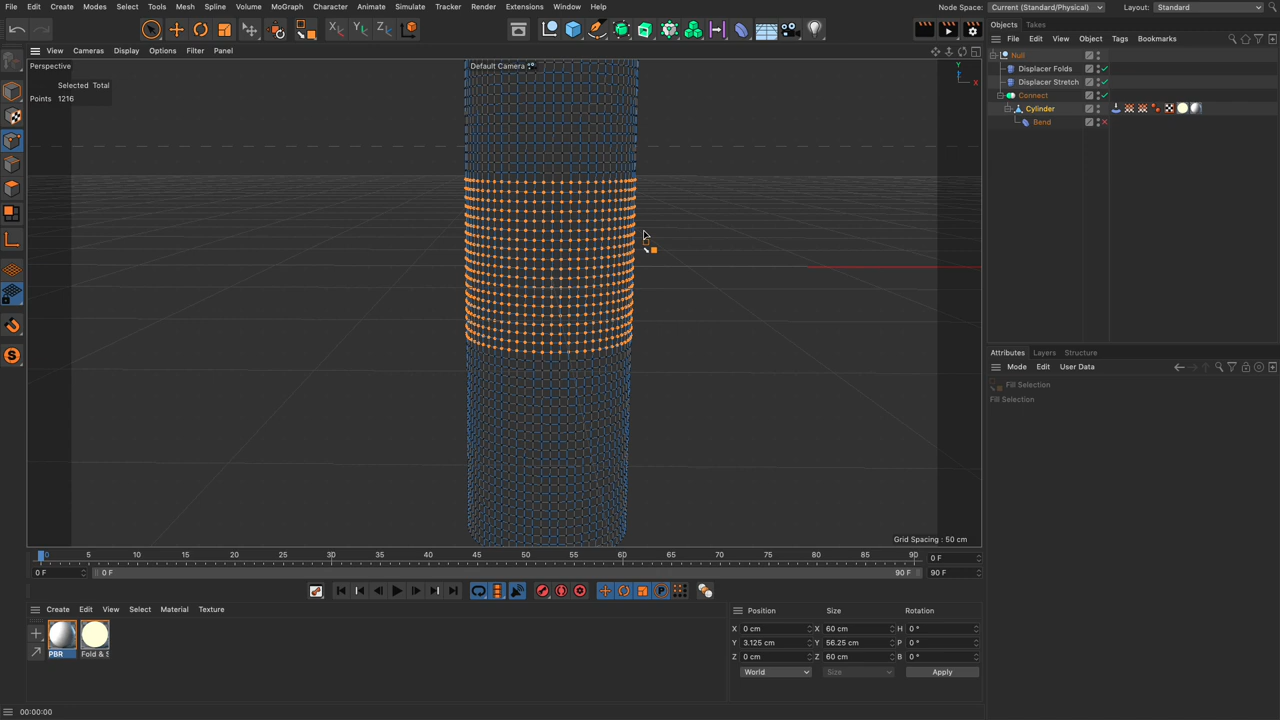 File Edit Create Modes Select Tools Mesh Spline Volume MoGraph Character Animate Simulate Tracker Render Extensions Window Help Node Space: Current (Standard/Physical) Layout: Standard
Objects Takes
View Cameras Display Options Filter Panel File Edit View Object Tags Bookmarks
Perspective Default Camera
Null
Displacer Folds
Selected Total
Displacer Stretch
Points 1216
Connect
Cylinder
Bend
Y
X
Attributes Layers Structure
Mode Edit User Data
Fill Selection
Fill Selection
Grid Spacing : 50 cm
0 5 10 15 20 25 30 35 40 45 50 55 60 65 70 75 80 85 90 0 F
0 F 0 F 90 F 90 F
Create Edit View Select Material Texture Position Size Rotation
X 0 cm X 60 cm H 0 °
Y 3.125 cm Y 56.25 cm P 0 °
PBR Fold & S Z 0 cm Z 60 cm B 0 °
World Size Apply
00:00:00